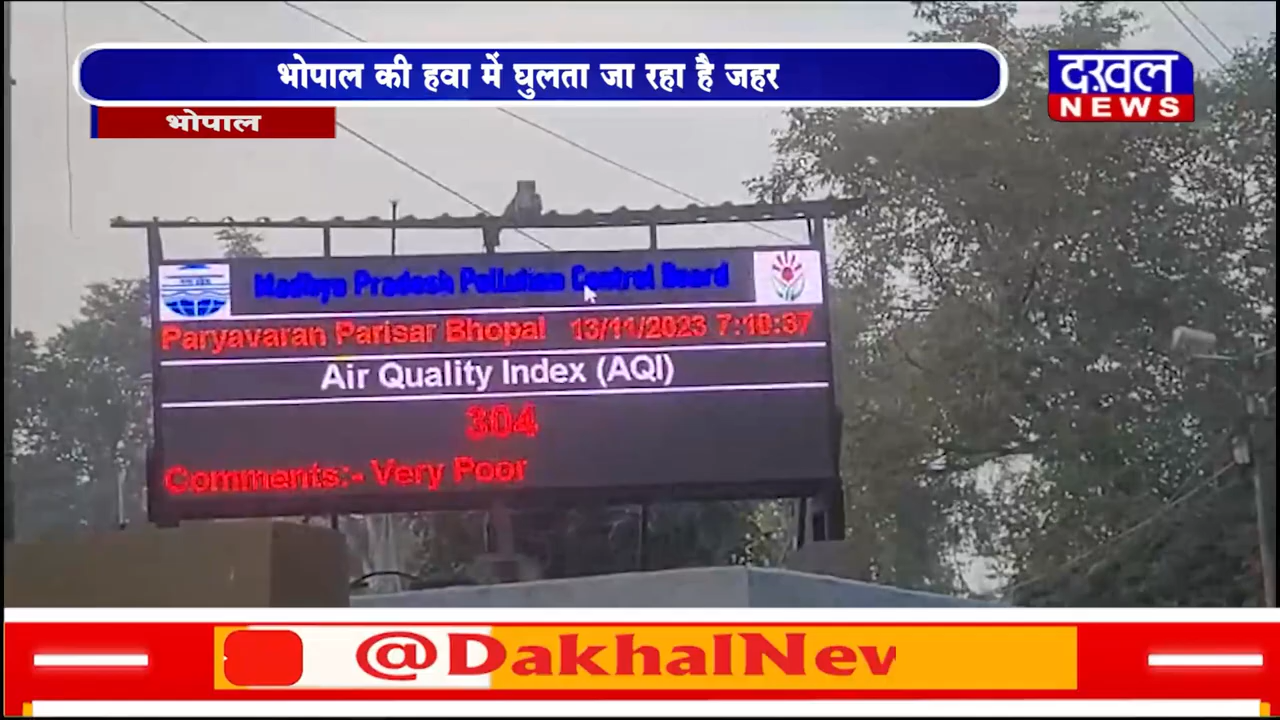 भोपाल की हवा में घुलता जा रहा है जहर
दख़ल
NEWS
भोपाल
Madhya Pradesh Pollution Control Board
Paryavaran Parisar Bhopal 13/11/2023 7:10:37
Air Quality Index (AQI)
304
Comments:- Very Poor
@DakhalNev